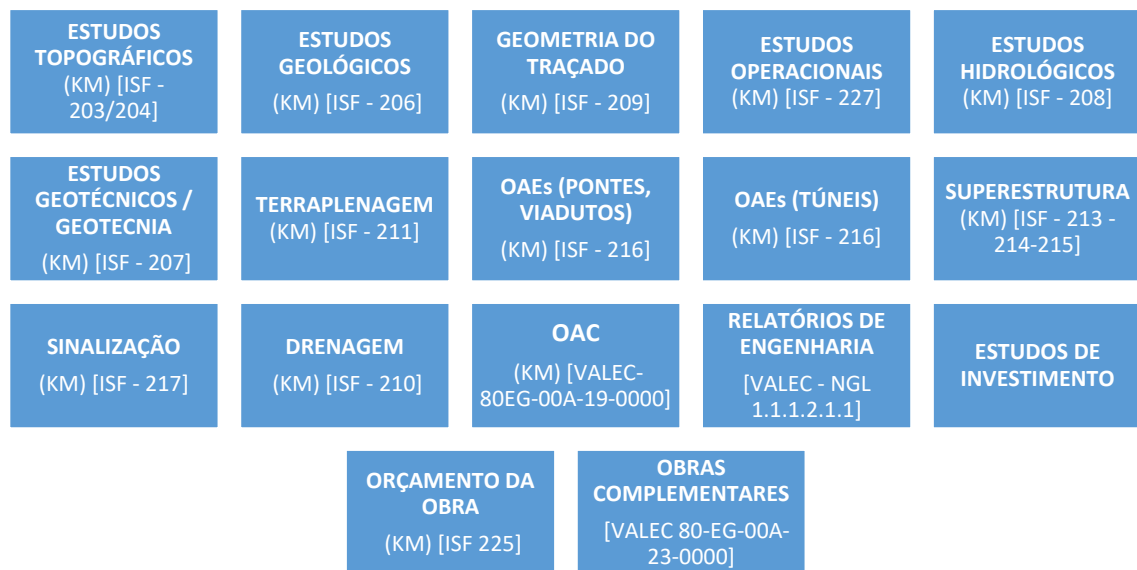 ESTUDOS
TOPOGRÁFICOS
(KM) [ISF -
203/204]
ESTUDOS
GEOLÓGICOS
(KM) [ISF - 206]
GEOMETRIA DO
TRAÇADO
(KM) [ISF - 209]
ESTUDOS
OPERACIONAIS
(KM) [ISF - 227]
ESTUDOS
HIDROLÓGICOS
(KM) [ISF - 208]
ESTUDOS
GEOTÉCNICOS /
GEOTECNIA
(KM) [ISF - 207]
TERRAPLENAGEM
(KM) [ISF - 211]
OAEs (PONTES,
VIADUTOS)
(KM) [ISF - 216]
OAEs (TÚNEIS)
(KM) [ISF - 216]
SUPERESTRUTURA
(KM) [ISF - 213 -
214-215]
SINALIZAÇÃO
(KM) [ISF - 217]
DRENAGEM
(KM) [ISF - 210]
OAC
(KM) [VALEC-
80EG-00A-19-0000]
RELATÓRIOS DE
ENGENHARIA
[VALEC - NGL
1.1.1.2.1.1]
ESTUDOS DE
INVESTIMENTO
ORÇAMENTO DA
OBRA
(KM) [ISF 225]
OBRAS
COMPLEMENTARES
[VALEC 80-EG-00A-
23-0000]